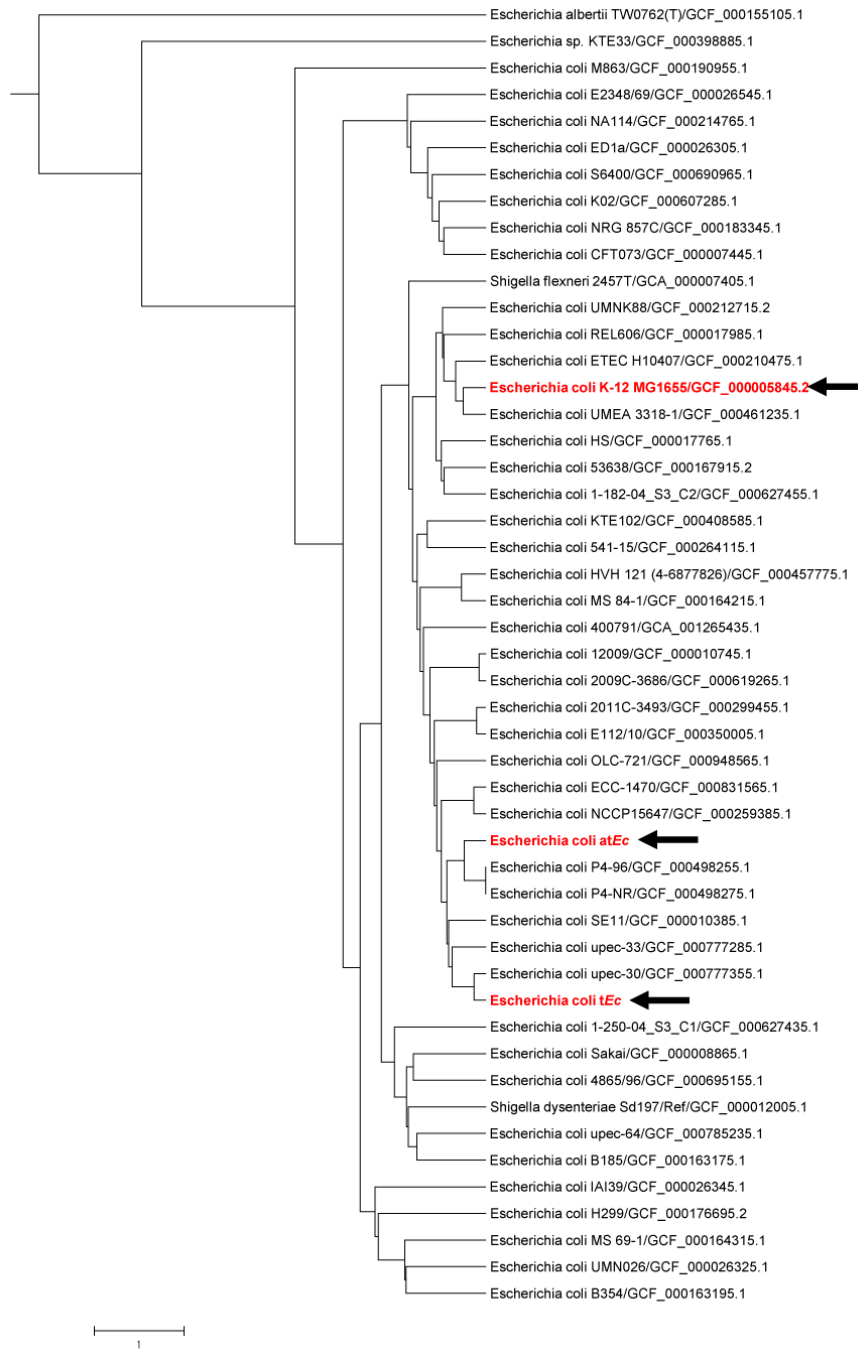 Escherichia albertii TW0762(T)/GCF_000155105.1
Escherichia sp. KTE33/GCF_000398885.1
Escherichia coli M863/GCF_000190955.1
Escherichia coli E2348/69/GCF_000026545.1
Escherichia coli NA114/GCF_000214765.1
Escherichia coli ED1a/GCF_000026305.1
Escherichia coli S6400/GCF_000690965.1
Escherichia coli K02/GCF_000607285.1
Escherichia coli NRG 857C/GCF_000183345.1
Escherichia coli CFT073/GCF_000007445.1
Shigella flexneri 2457T/GCA_000007405.1
Escherichia coli UMNK88/GCF_000212715.2
Escherichia coli REL606/GCF_000017985.1
Escherichia coli ETEC H10407/GCF_000210475.1
Escherichia coli K-12 MG1655/GCF_000005845.2
Escherichia coli UMEA 3318-1/GCF_000461235.1
Escherichia coli HS/GCF_000017765.1
Escherichia coli 53638/GCF_000167915.2
Escherichia coli 1-182-04_S3_C2/GCF_000627455.1
Escherichia coli KTE102/GCF_000408585.1
Escherichia coli 541-15/GCF_000264115.1
Escherichia coli HVH 121 (4-6877826)/GCF_000457775.1
Escherichia coli MS 84-1/GCF_000164215.1
Escherichia coli 400791/GCA_001265435.1
Escherichia coli 12009/GCF_000010745.1
Escherichia coli 2009C-3686/GCF_000619265.1
Escherichia coli 2011C-3493/GCF_000299455.1
Escherichia coli E112/10/GCF_000350005.1
Escherichia coli OLC-721/GCF_000948565.1
Escherichia coli ECC-1470/GCF_000831565.1
Escherichia coli NCCP15647/GCF_000259385.1
Escherichia coli atEc
Escherichia coli P4-96/GCF_000498255.1
Escherichia coli P4-NR/GCF_000498275.1
Escherichia coli SE11/GCF_000010385.1
Escherichia coli upec-33/GCF_000777285.1
Escherichia coli upec-30/GCF_000777355.1
Escherichia coli tEc
Escherichia coli 1-250-04_S3_C1/GCF_000627435.1
Escherichia coli Sakai/GCF_000008865.1
Escherichia coli 4865/96/GCF_000695155.1
Shigella dysenteriae Sd197/Ref/GCF_000012005.1
Escherichia coli upec-64/GCF_000785235.1
Escherichia coli B185/GCF_000163175.1
Escherichia coli IAI39/GCF_000026345.1
Escherichia coli H299/GCF_000176695.2
Escherichia coli MS 69-1/GCF_000164315.1
Escherichia coli UMN026/GCF_000026325.1
Escherichia coli B354/GCF_000163195.1
1